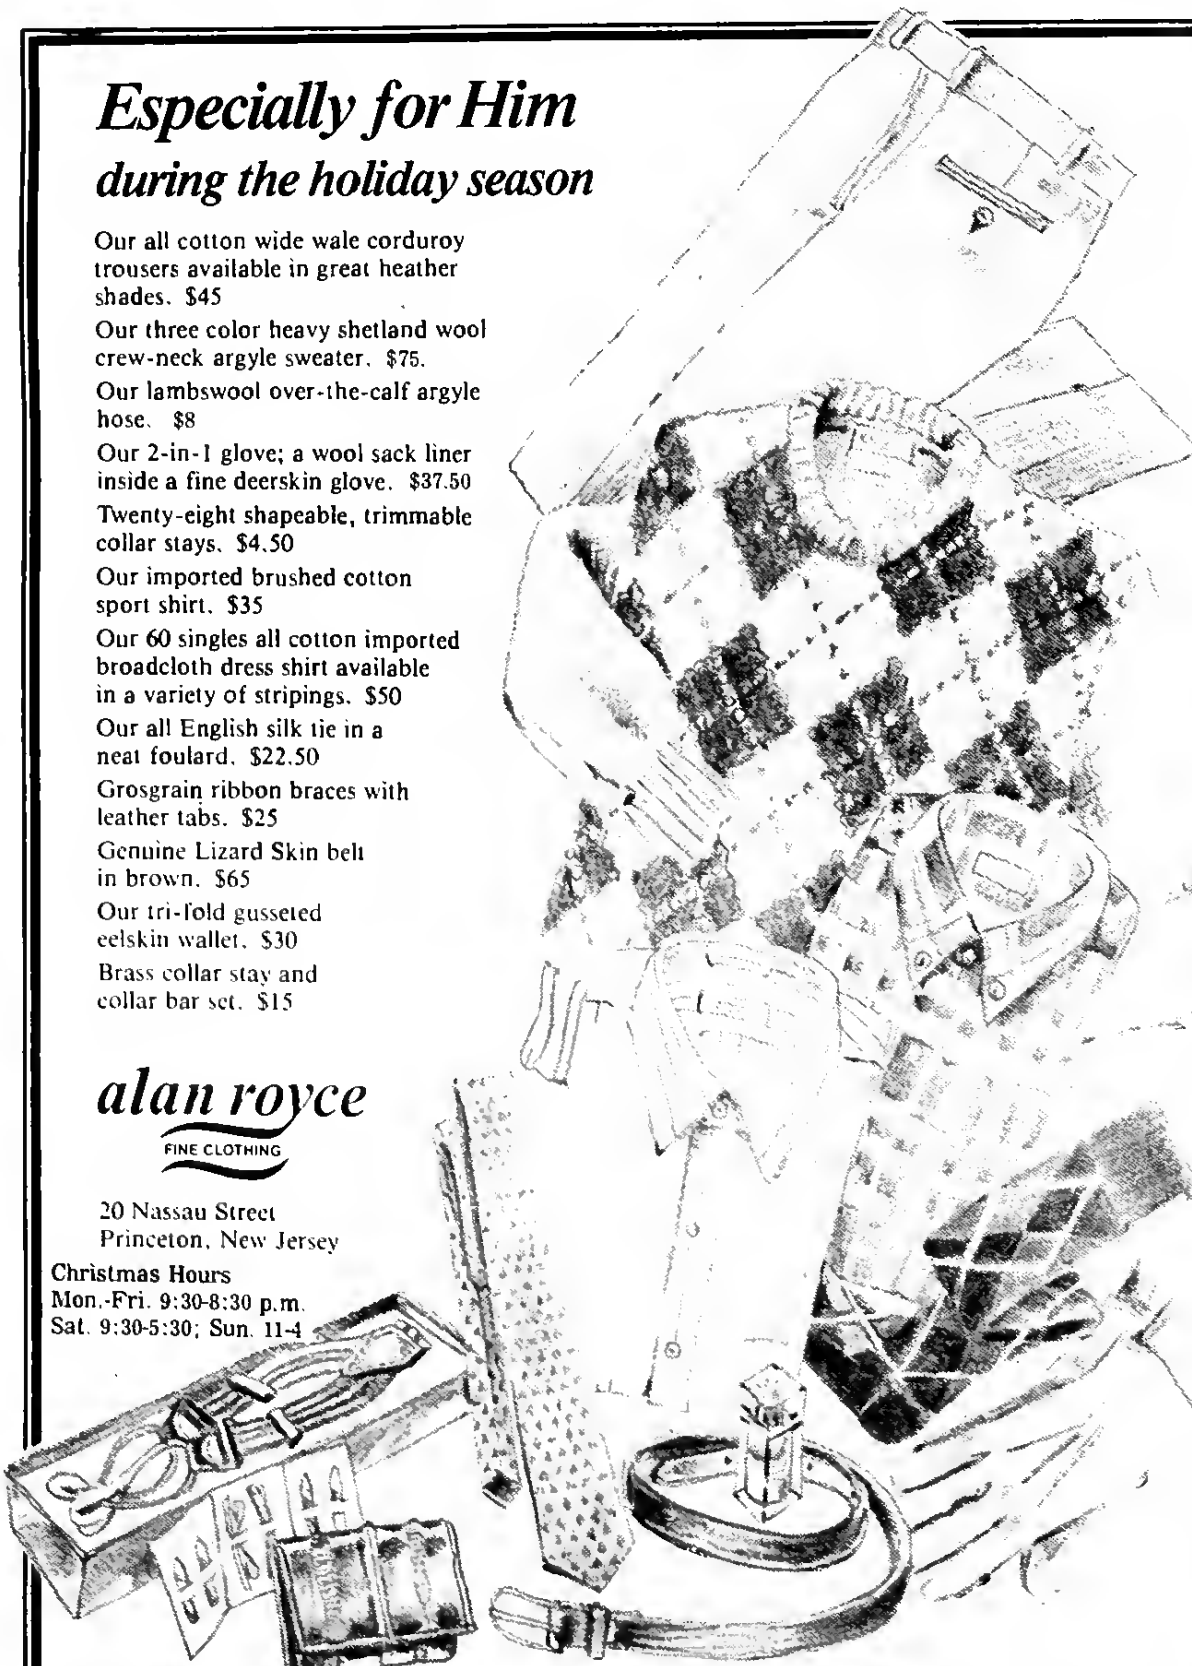 Especially for Him
during the holiday season
Our all cotton wide wale corduroy
trousers available in great heather
shades. $45
Our three color heavy shetland wool
crew-neck argyle sweater. $75.
Our lambswool over-the-calf argyle
hose. $8
Our 2-in-1 glove; a wool sack liner
inside a fine deerskin glove. $37.50
Twenty-eight shapeable, trimmable
collar stays. $4.50
Our imported brushed cotton
sport shirt. $35
Our 60 singles all cotton imported
broadcloth dress shirt available
in a variety of stripings. $50
Our all English silk tie in a
neat foulard. $22.50
Grosgrain ribbon braces with
leather tabs. $25
Genuine Lizard Skin belt
in brown. $65
Our tri-fold gusseted
eelskin wallet. $30
Brass collar stay and
collar bar set. $15
alan royce
FINE CLOTHING
20 Nassau Street
Princeton, New Jersey
Christmas Hours
Mon.-Fri. 9:30-8:30 p.m.
Sat. 9:30-5:30; Sun. 11-4